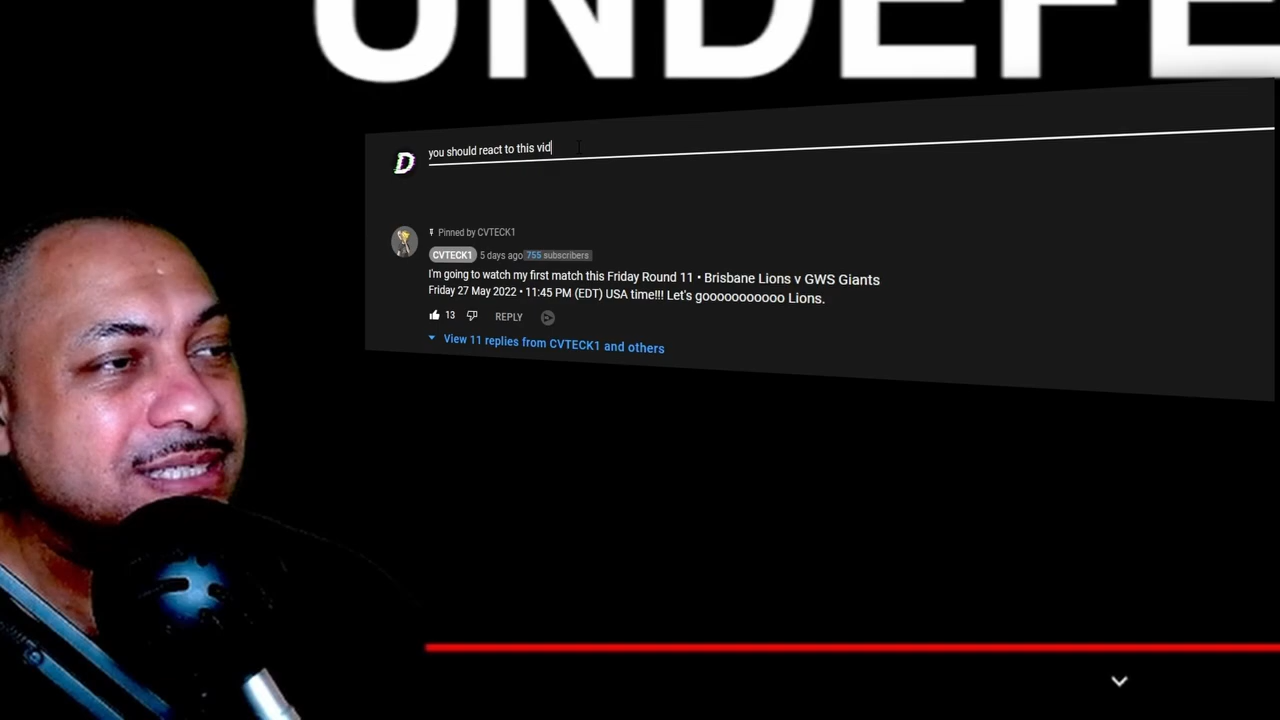 UNDEFE
you should react to this vid
D
Pinned by CVTECK1
CVTECK1 5 days ago 755 subscribers
I'm going to watch my first match this Friday Round 11 • Brisbane Lions v GWS Giants
Friday 27 May 2022 • 11:45 PM (EDT) USA time!!! Let's gooooooooooo Lions.
13 REPLY
View 11 replies from CVTECK1 and others